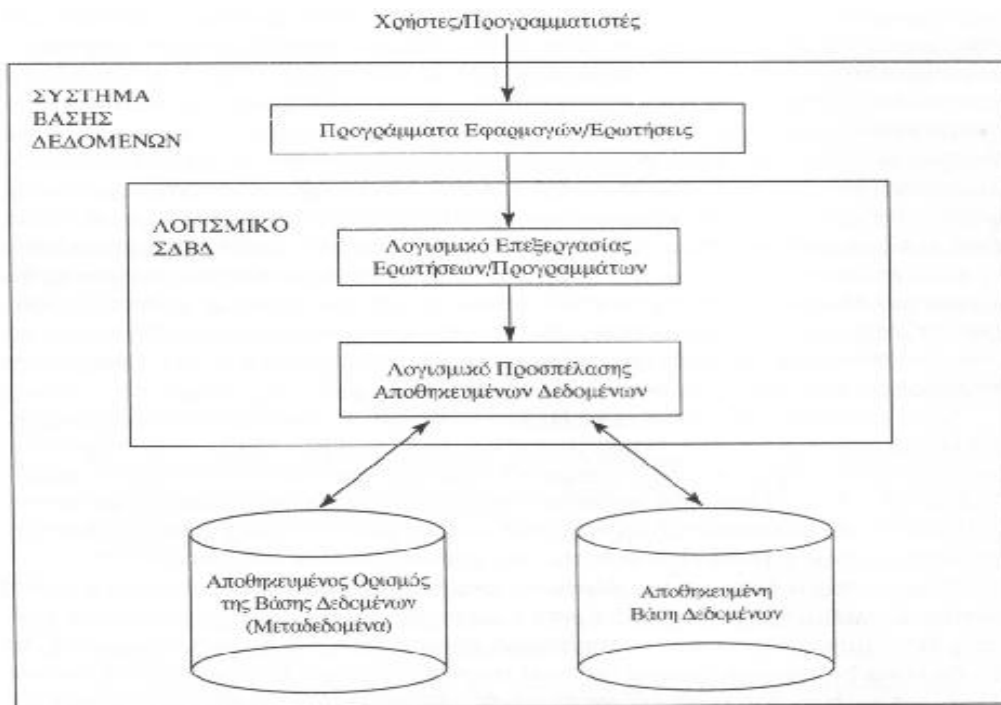 Χρήστες/Προγραμματιστές
ΣΥΣΤΗΜΑ
ΒΑΣΗΣ
ΔΕΔΟΜΕΝΩΝ
Προγράμματα Εφαρμογών/Ερωτήσεις
ΛΟΓΙΣΜΙΚΟ
ΣΔΒΔ
Λογισμικό Επεξεργασίας
Ερωτήσεων/Προγραμμάτων
Λογισμικό Προσπέλασης
Αποθηκευμένων Δεδομένων
Αποθηκευμένος Ορισμός
της Βάσης Δεδομένων
(Μεταδεδομένα)
Αποθηκευμένη
Βάση Δεδομένων